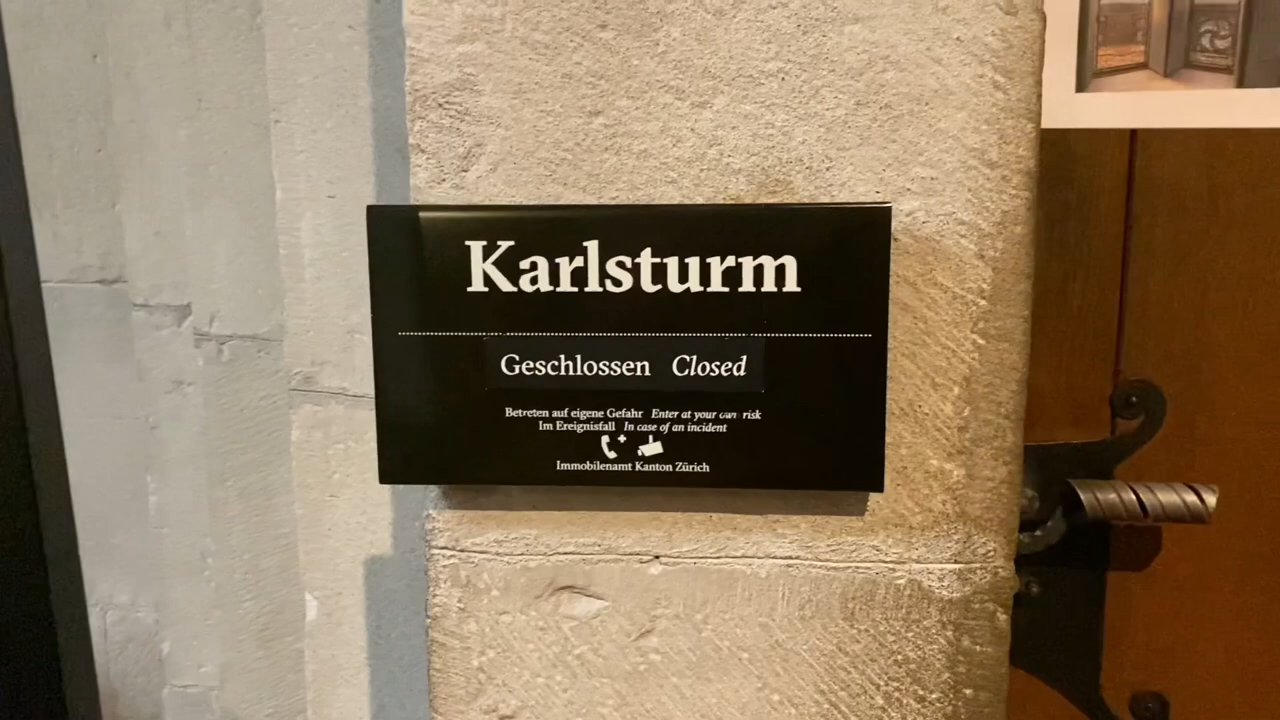 Karlsturm
Geschlossen Closed
Betreten auf eigene Gefahr Enter at your own risk
Im Ereignisfall In case of an incident
Immobilenamt Kanton Zürich